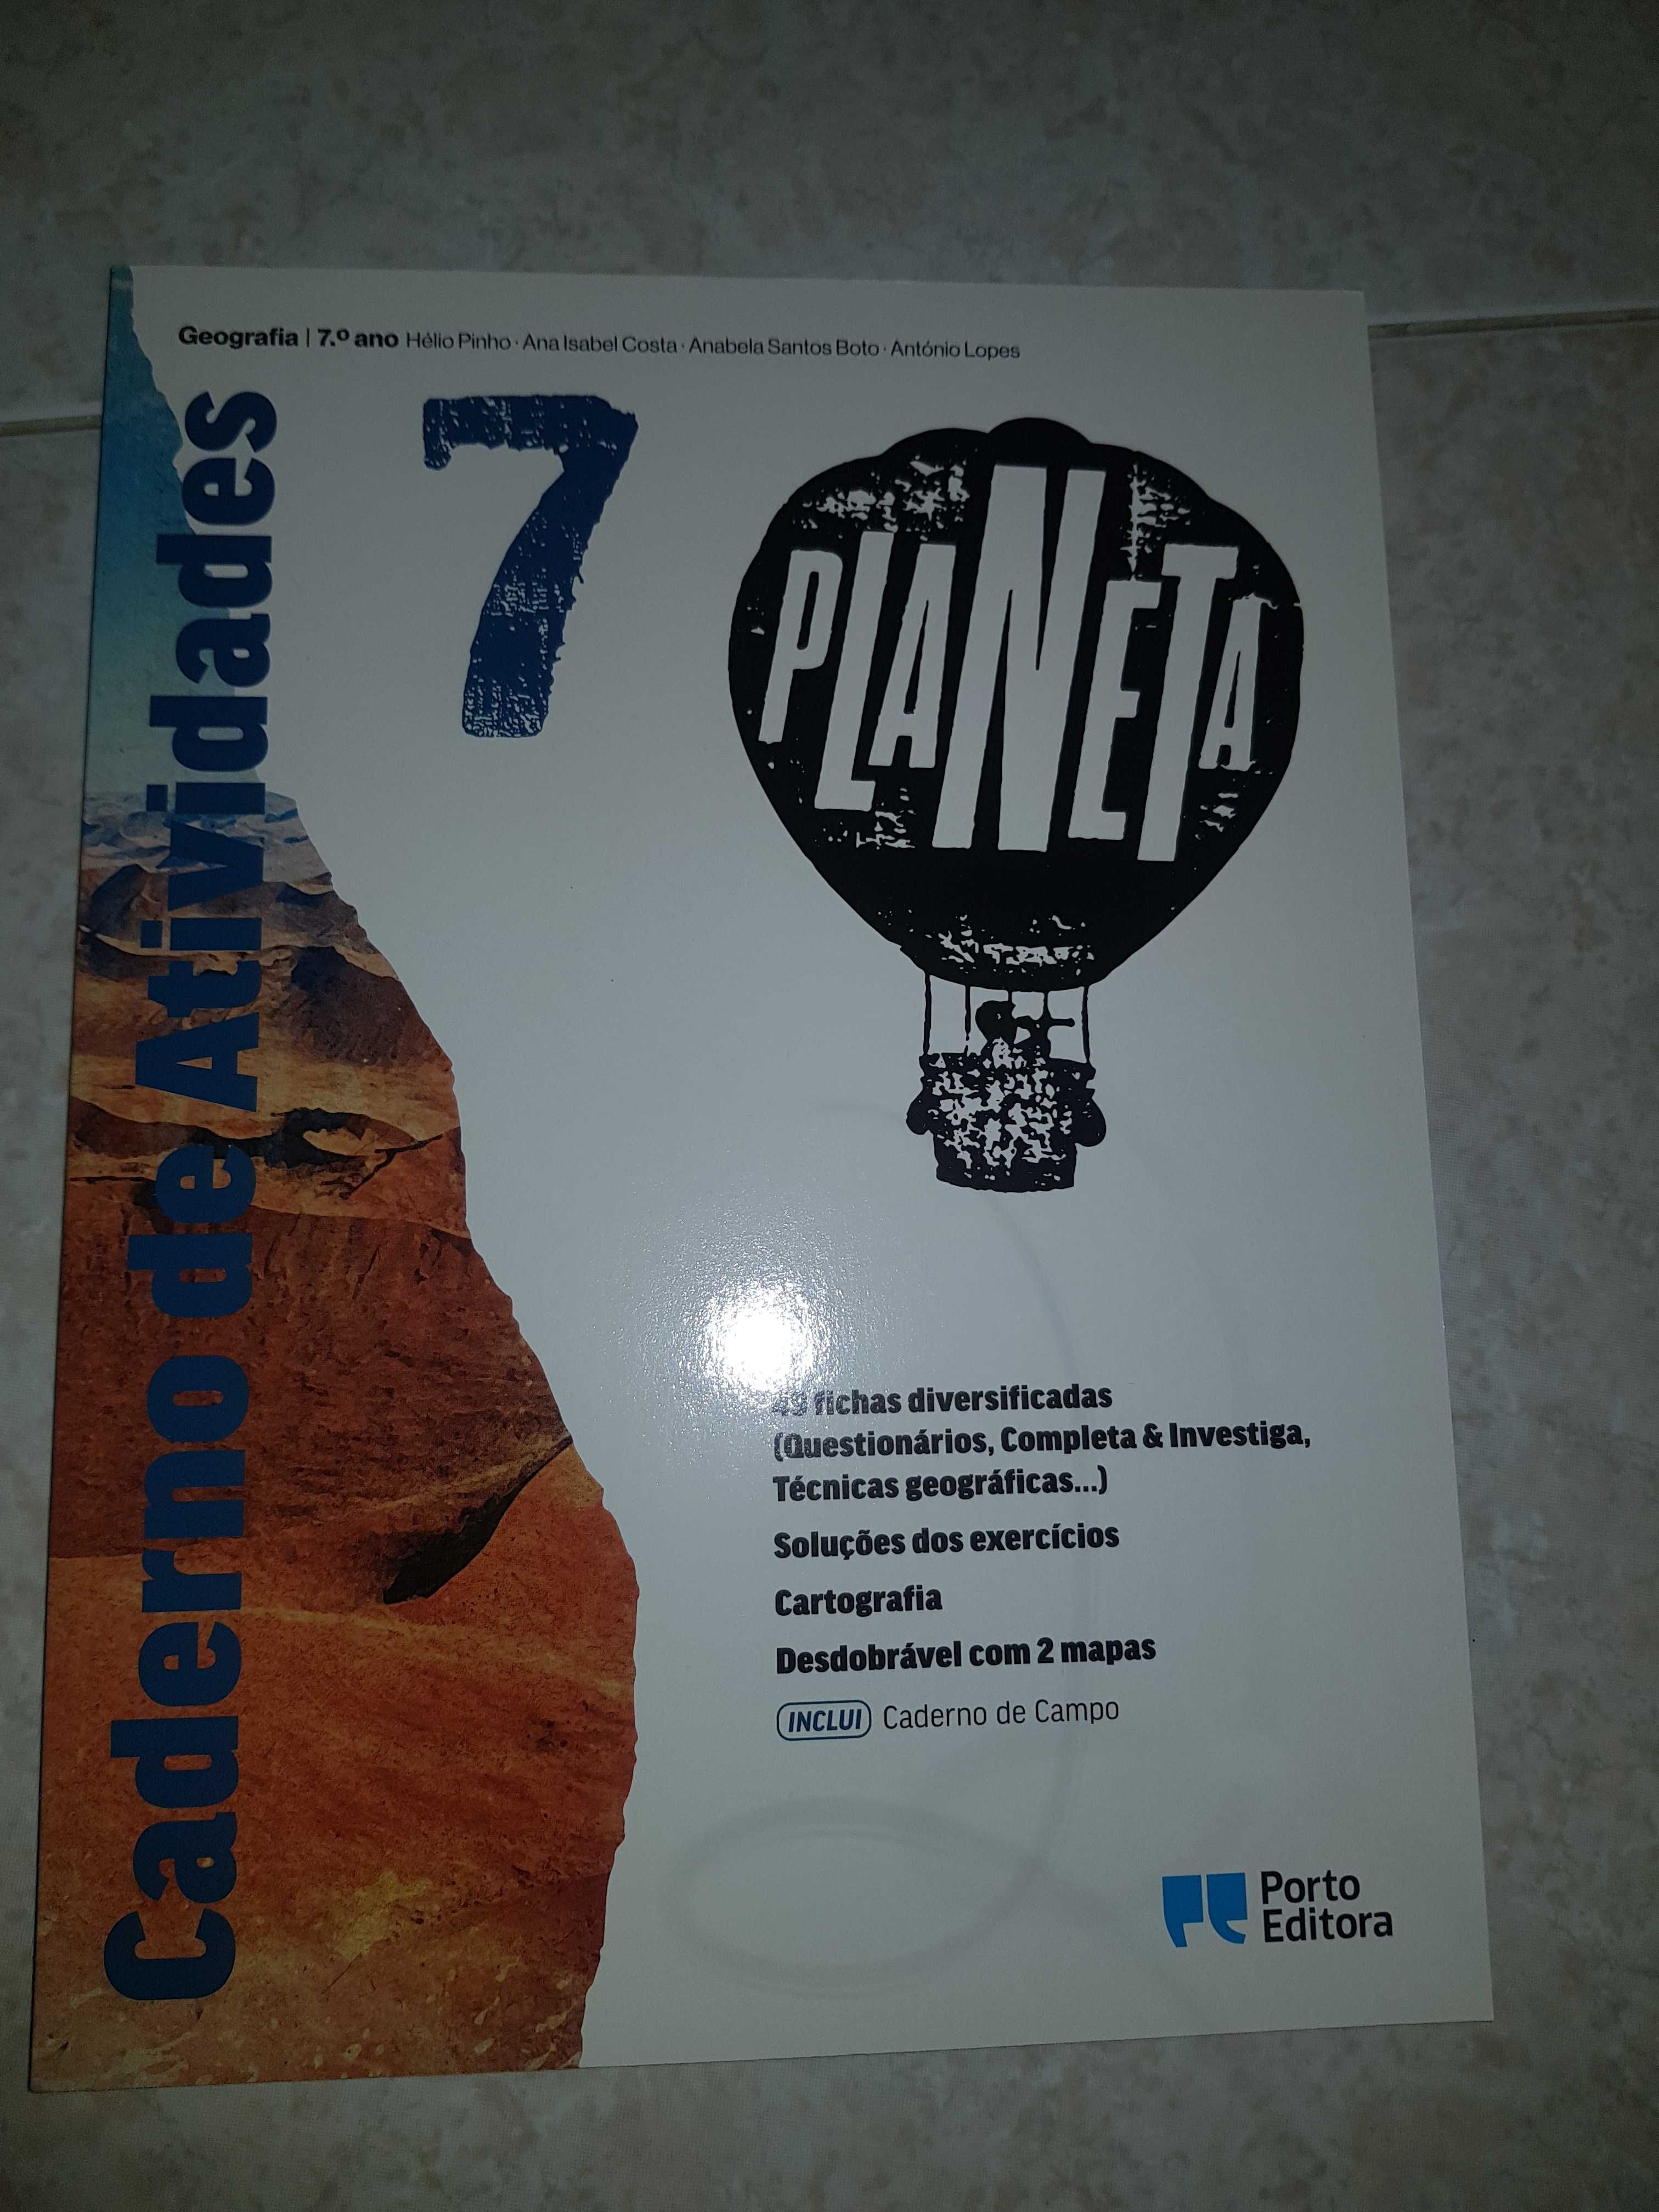 Geografia | 7.º ano Hélio Pinho · Ana Isabel Costa · Anabela Santos Boto · António Lopes
Caderno de Atividades
7
PLANETA
49 fichas diversificadas
(Questionários, Completa & Investiga,
Técnicas geográficas...)
Soluções dos exercícios
Cartografia
Desdobrável com 2 mapas
INCLUI Caderno de Campo
Porto
Editora